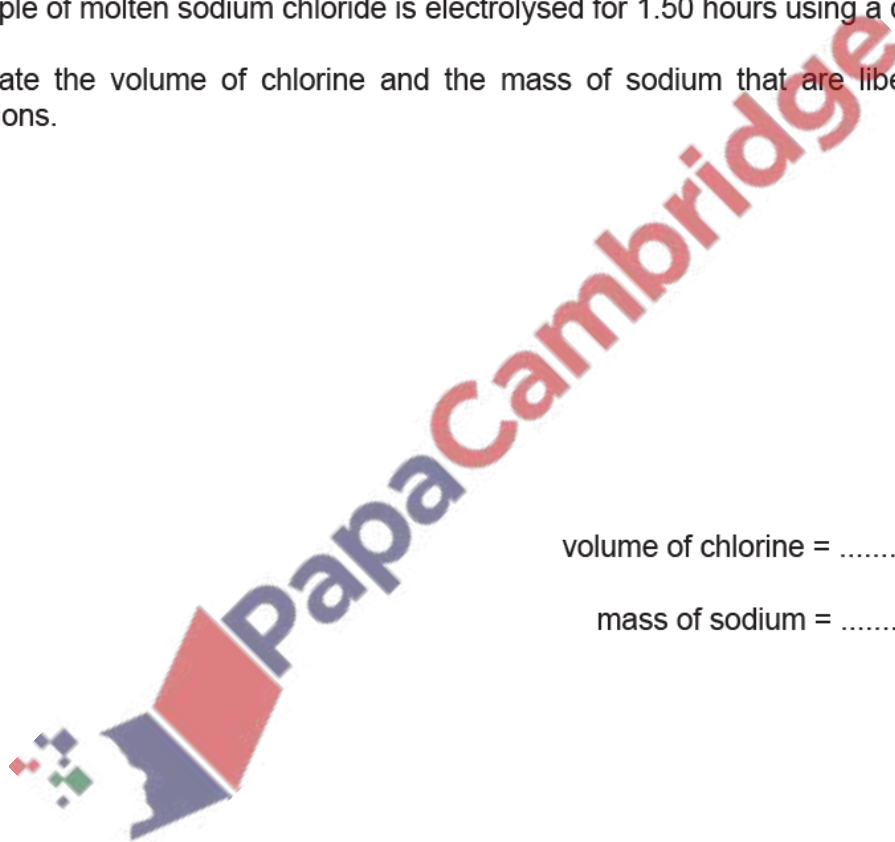 ple of molten sodium chloride is electrolysed for 1.50 hours using a
ate the volume of chlorine and the mass of sodium that are libe
ions.
PapaCambridge
volume of chlorine = .......
mass of sodium = .......